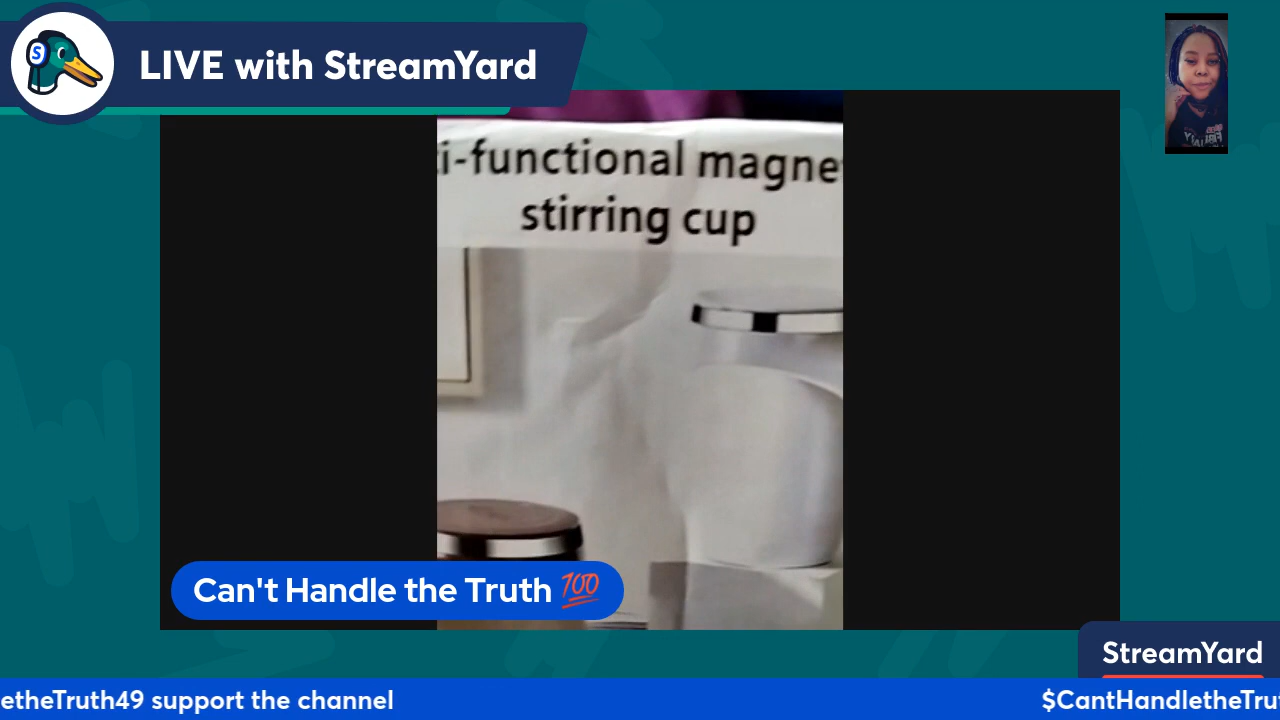 LIVE with StreamYard
i-functional magne
stirring cup
Can't Handle the Truth 💯
StreamYard
etheTruth49 support the channel
$CantHandletheTru